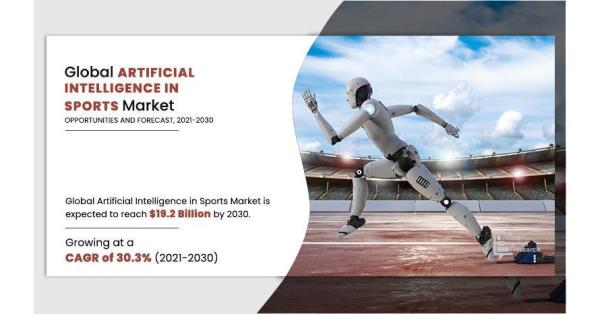 Global ARTIFICIAL
INTELLIGENCE IN
SPORTS Market
OPPORTUNITIES AND FORECAST, 2021-2030
Global Artificial Intelligence in Sports Market is
expected to reach $19.2 Billion by 2030.
Growing at a
CAGR of 30.3% (2021-2030)
Research